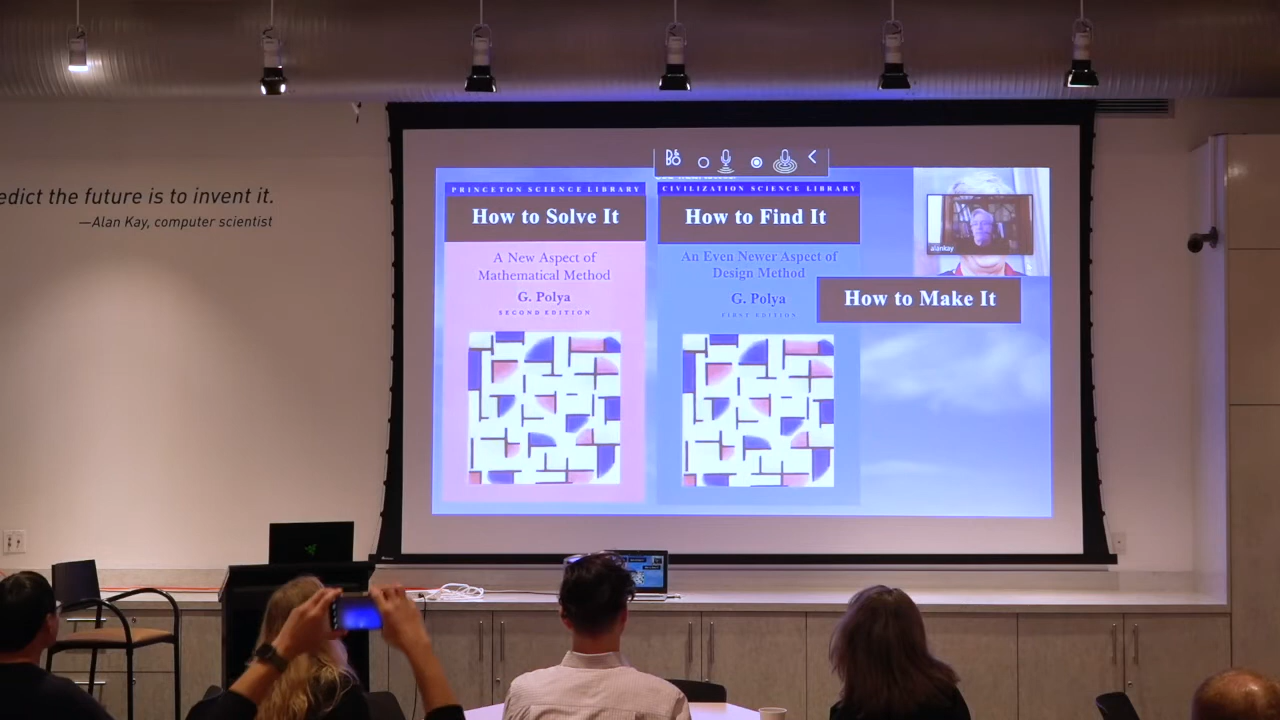 edict the future is to invent it.
—Alan Kay, computer scientist
PRINCETON SCIENCE LIBRARY
How to Solve It
A New Aspect of
Mathematical Method
G. Polya
SECOND EDITION
CIVILIZATION SCIENCE LIBRARY
How to Find It
An Even Newer Aspect of
Design Method
G. Polya
FIRST EDITION
alankay
How to Make It